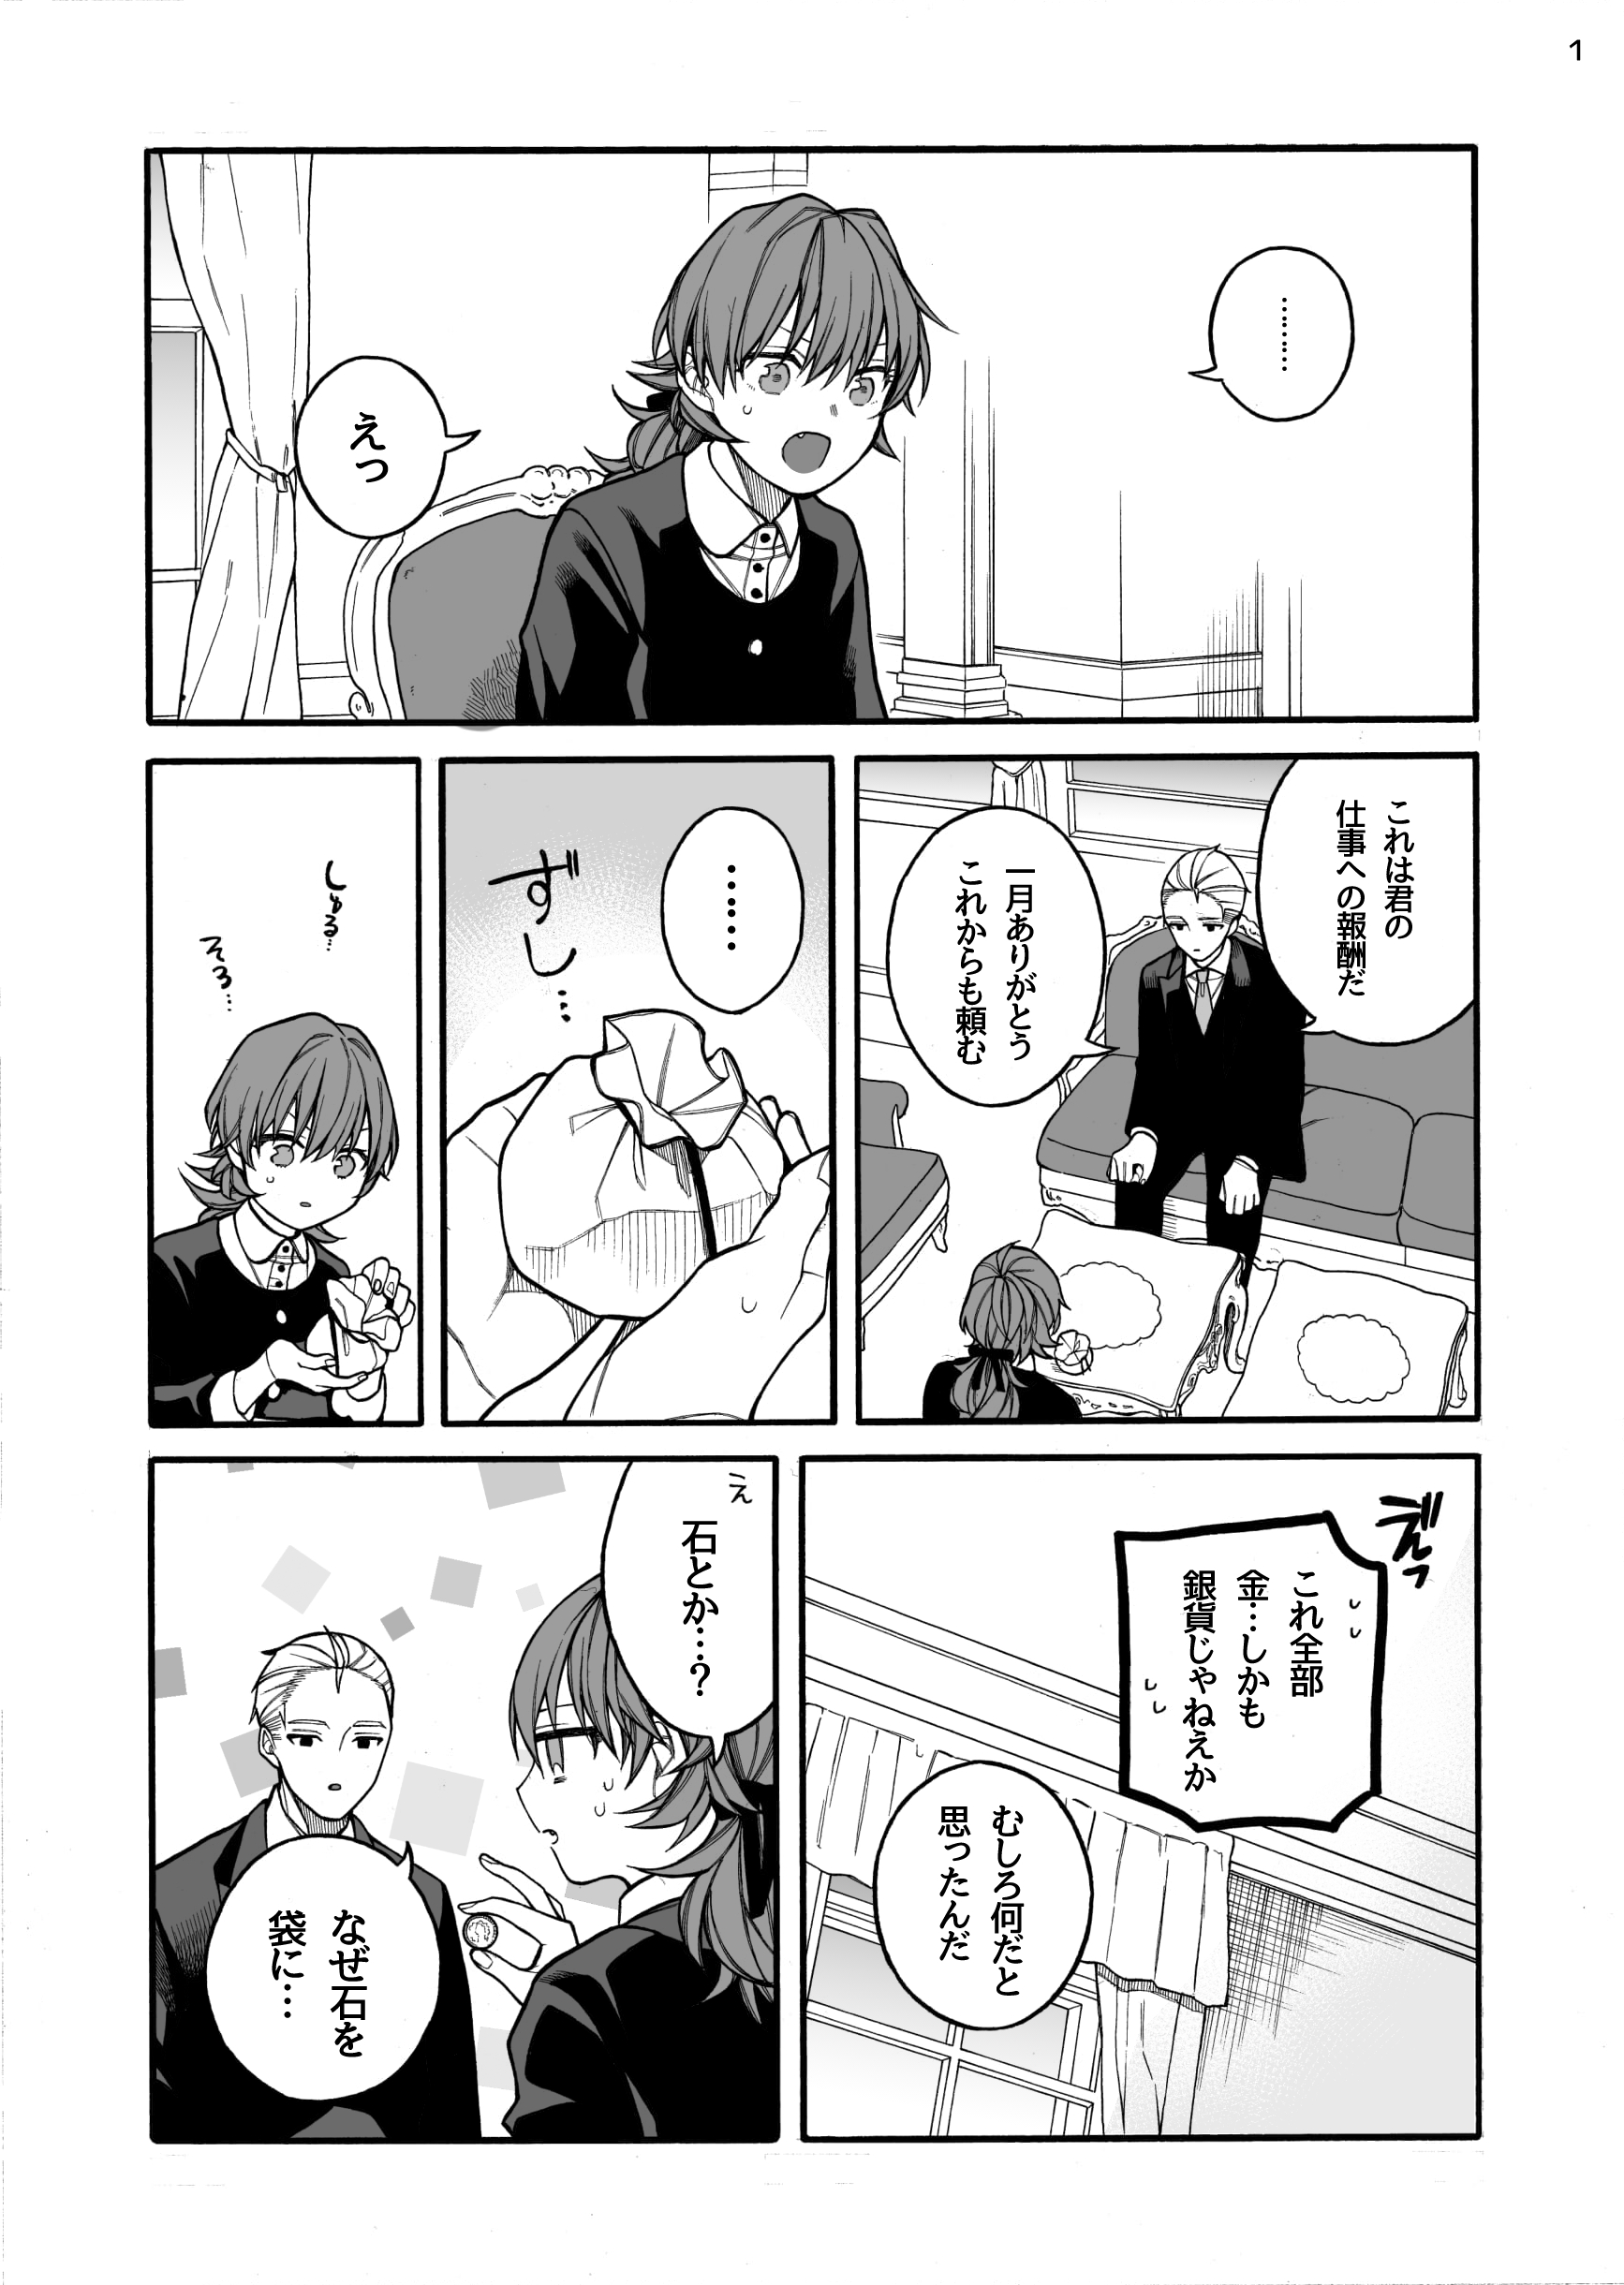 1
………
えっ
これは君の
仕事への報酬だ
一月ありがとう
これからも頼む
……
ずし…
しゅる…
そろ…
え゛っ
これ全部
金…しかも
銀貨じゃねえか
むしろ何だと
思ったんだ
え
石とか…?
なぜ石を
袋に…